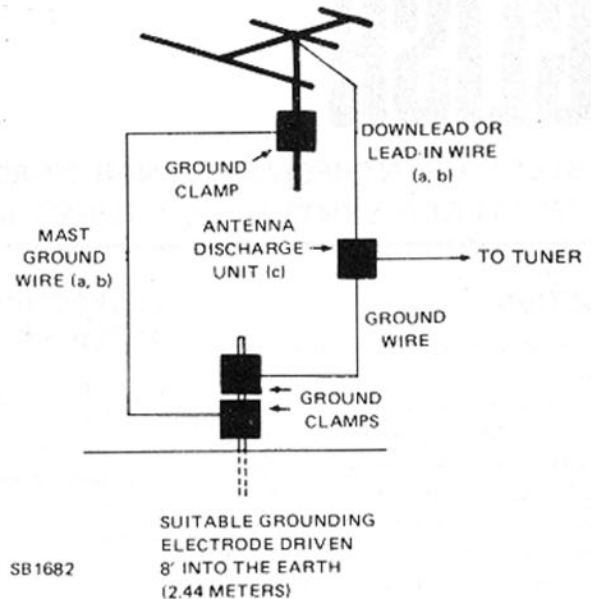 DOWNLEAD OR
LEAD-IN WIRE
(a, b)
GROUND
CLAMP
ANTENNA
DISCHARGE
UNIT (c)
TO TUNER
MAST
GROUND
WIRE (a, b)
GROUND
WIRE
GROUND
CLAMPS
SUITABLE GROUNDING
ELECTRODE DRIVEN
8' INTO THE EARTH
(2.44 METERS)
SB1682